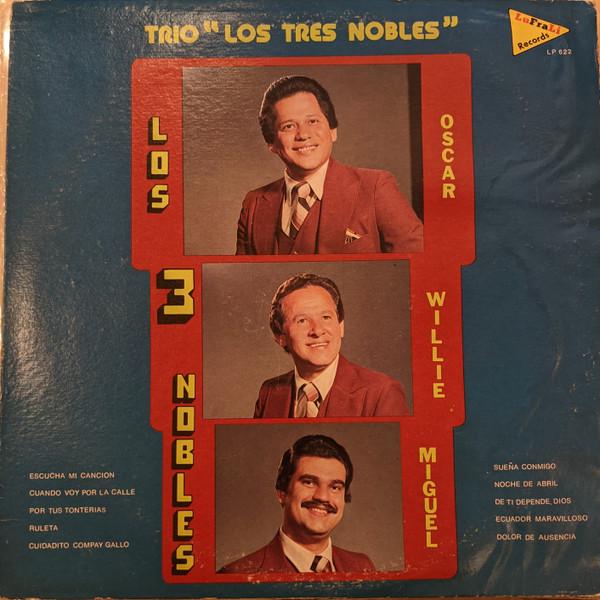 TRIO "LOS TRES NOBLES"
LuFraLi
Records
LP 622
LOS
3
NOBLES
OSCAR
WILLIE
MIGUEL
ESCUCHA MI CANCION
CUANDO VOY POR LA CALLE
POR TUS TONTERIAS
RULETA
CUIDADITO COMPAY GALLO
SUEÑA CONMIGO
NOCHE DE ABRIL
DE TI DEPENDE, DIOS
ECUADOR MARAVILLOSO
DOLOR DE AUSENCIA